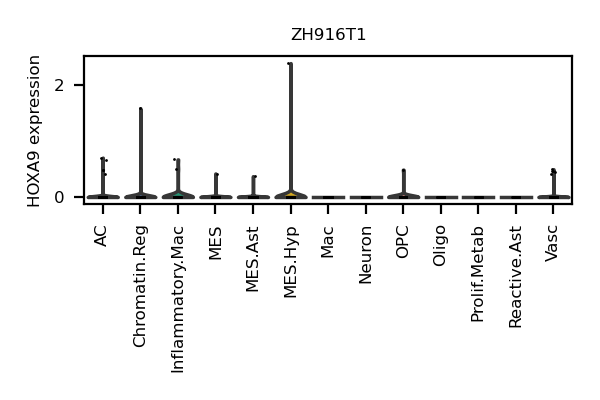 ZH916T1
HOXA9 expression
2
0
AC
Chromatin.Reg
Inflammatory.Mac
MES
MES.Ast
MES.Hyp
Mac
Neuron
OPC
Oligo
Prolif.Metab
Reactive.Ast
Vasc